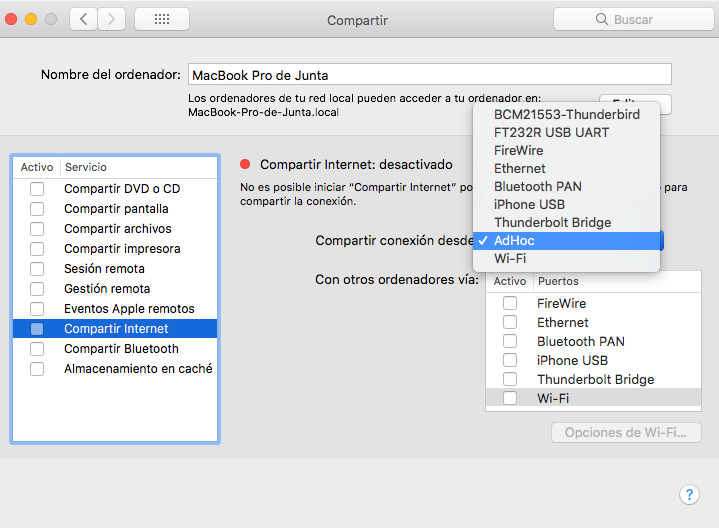 Compartir
Buscar
Nombre del ordenador:
MacBook Pro de Junta
Los ordenadores de tu red local pueden acceder a tu ordenador en:
MacBook-Pro-de-Junta.local
Activo Servicio
Compartir DVD o CD
Compartir pantalla
Compartir archivos
Compartir impresora
Sesión remota
Gestión remota
Eventos Apple remotos
Compartir Internet
Compartir Bluetooth
Almacenamiento en caché
Compartir Internet: desactivado
No es posible iniciar “Compartir Internet” para
compartir la conexión.
Compartir conexión desde
BCM21553-Thunderbird
FT232R USB UART
FireWire
Ethernet
Bluetooth PAN
iPhone USB
Thunderbolt Bridge
✓ AdHoc
Wi-Fi
Con otros ordenadores vía:
Activo Puertos
FireWire
Ethernet
Bluetooth PAN
iPhone USB
Thunderbolt Bridge
Wi-Fi
Opciones de Wi-Fi...
?